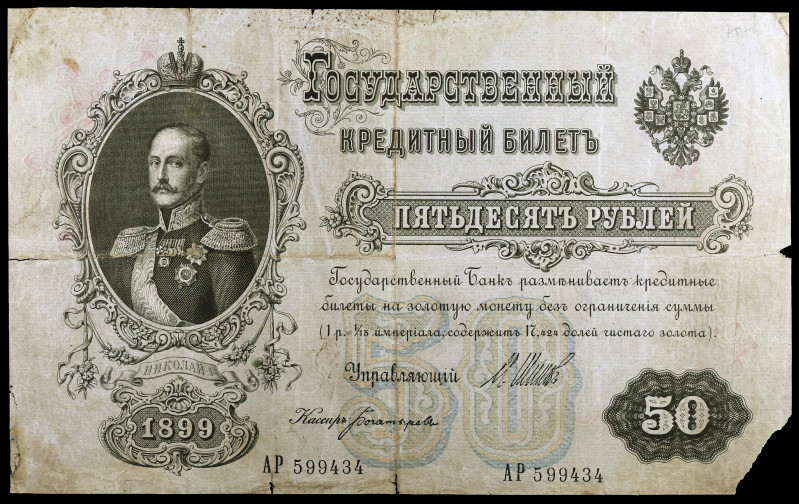 Государственный
кредитный билетъ
пятьдесятъ рублей
Государственный Банкъ размѣниваетъ кредитные
билеты на золотую монету безъ ограниченія суммы
(1 р.= 1/15 имперіала, содержитъ 17,424 долей чистаго золота).
Управляющій
НИКОЛАЙ I
50
50
1899
Кассиръ
АР 599434
АР 599434